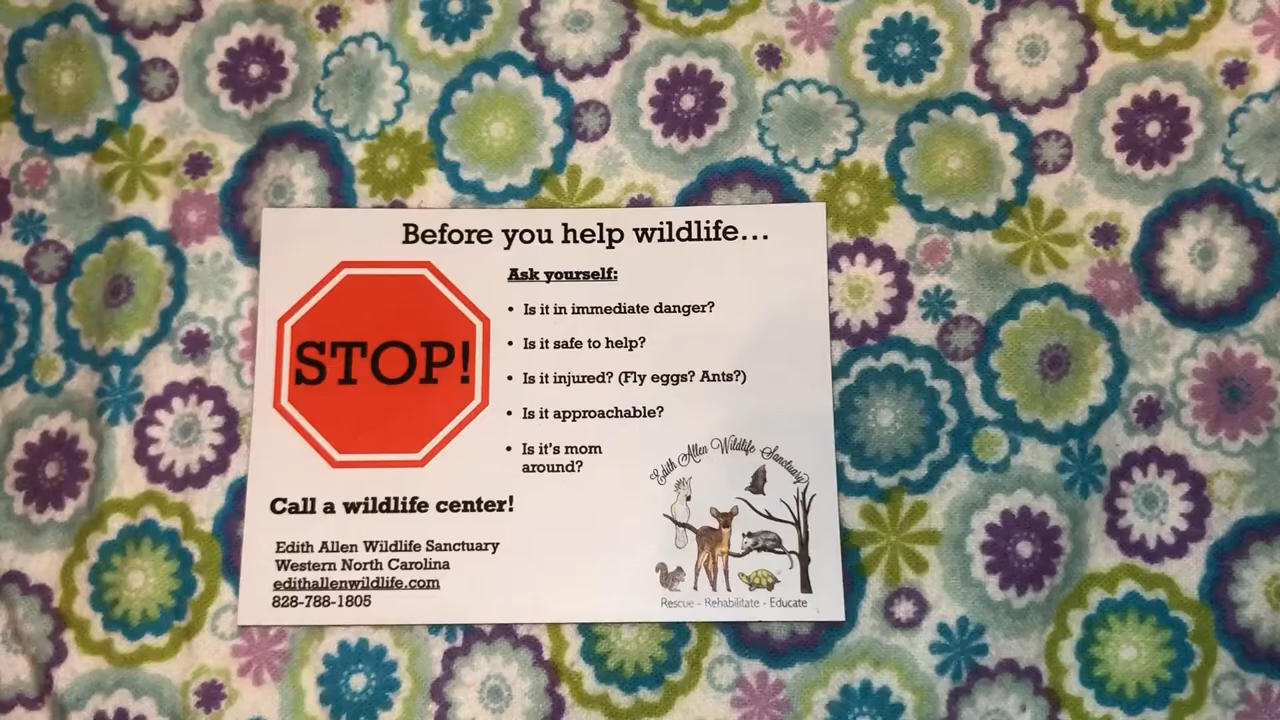 Before you help wildlife...
STOP!
Ask yourself:
• Is it in immediate danger?
• Is it safe to help?
• Is it injured? (Fly eggs? Ants?)
• Is it approachable?
• Is it's mom
around?
Call a wildlife center!
Edith Allen Wildlife Sanctuary
Western North Carolina
edithallenwildlife.com
828-788-1805
Edith Allen Wildlife Sanctuary
Rescue - Rehabilitate - Educate